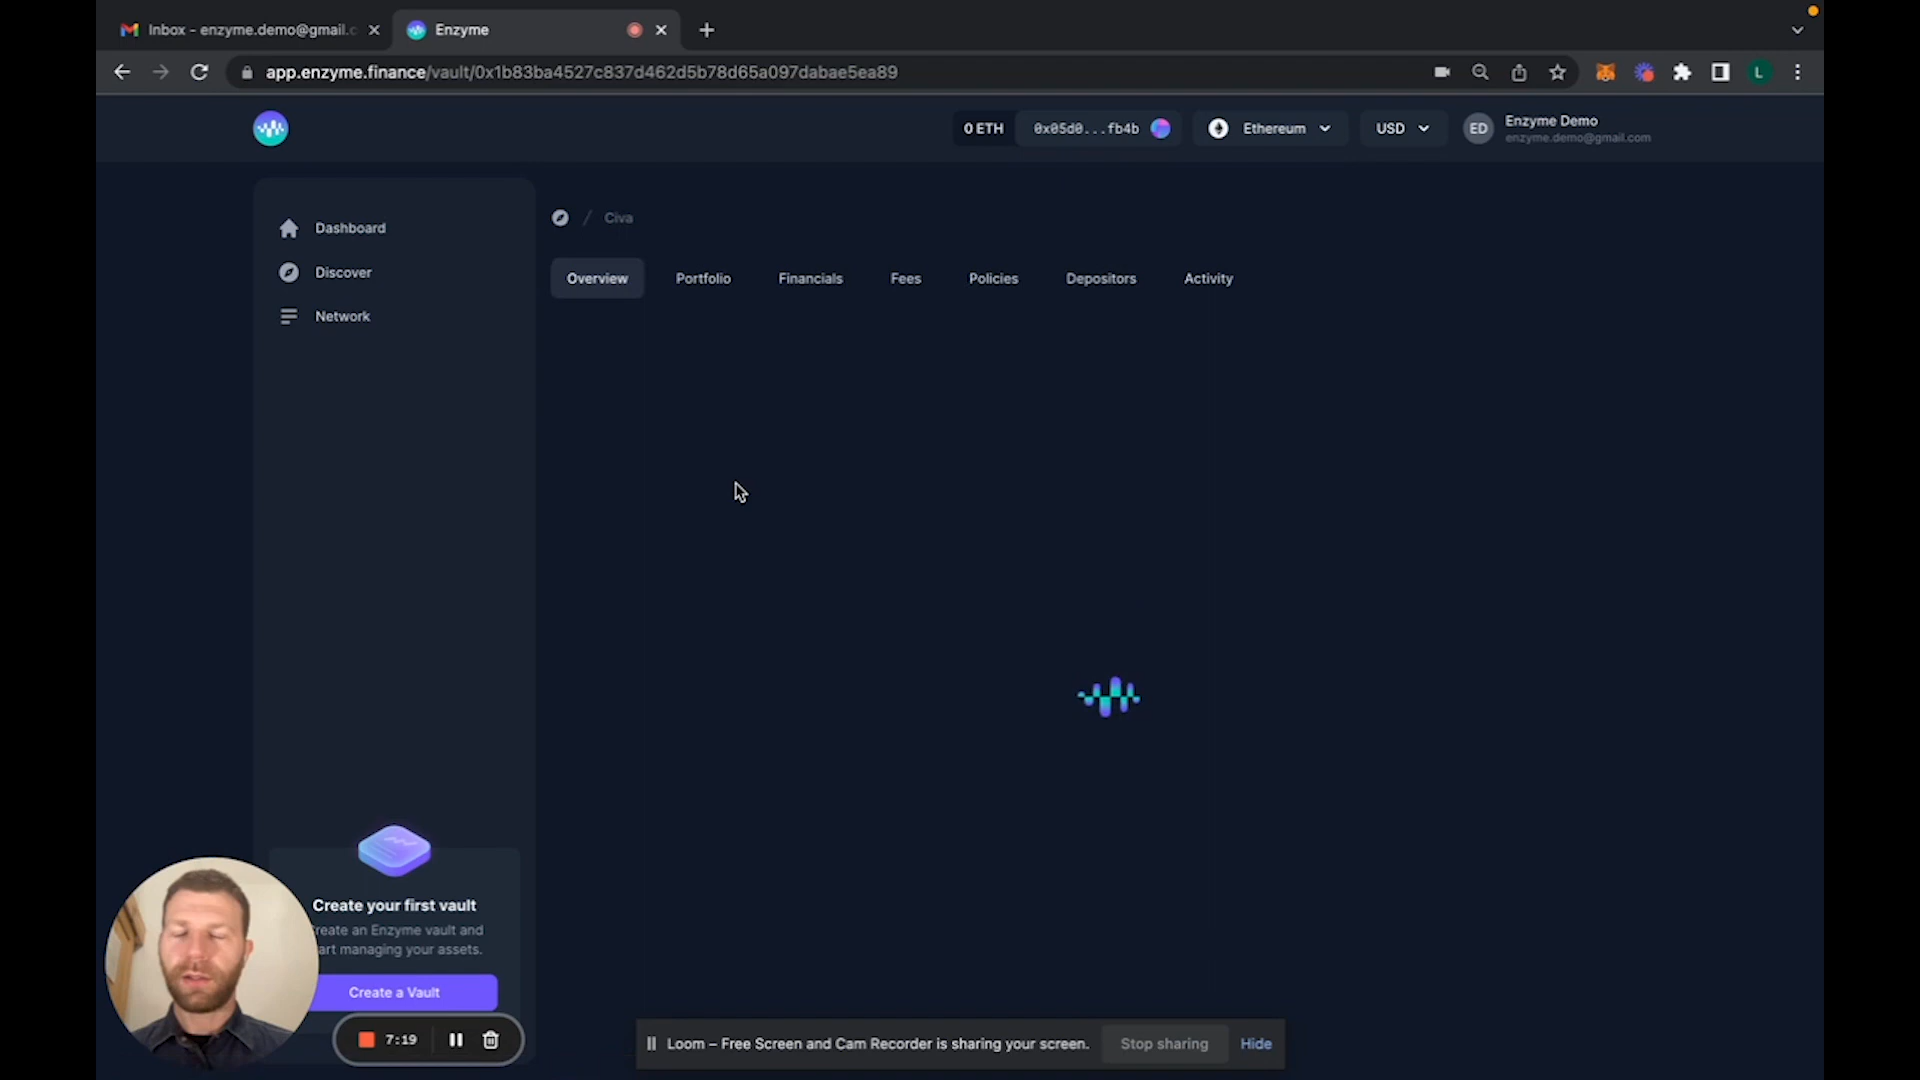 Inbox - enzyme.demo@gmail.c
Enzyme
app.enzyme.finance/vault/0x1b83ba4527c837d462d5b78d65a097dabae5ea89
L
0 ETH
0x05d0...fb4b
Ethereum
USD
ED
Enzyme Demo
enzyme.demo@gmail.com
Dashboard
Discover
Network
/ Civa
Overview
Portfolio
Financials
Fees
Policies
Depositors
Activity
Create your first vault
reate an Enzyme vault and
art managing your assets.
Create a Vault
7:19
Loom – Free Screen and Cam Recorder is sharing your screen.
Stop sharing
Hide